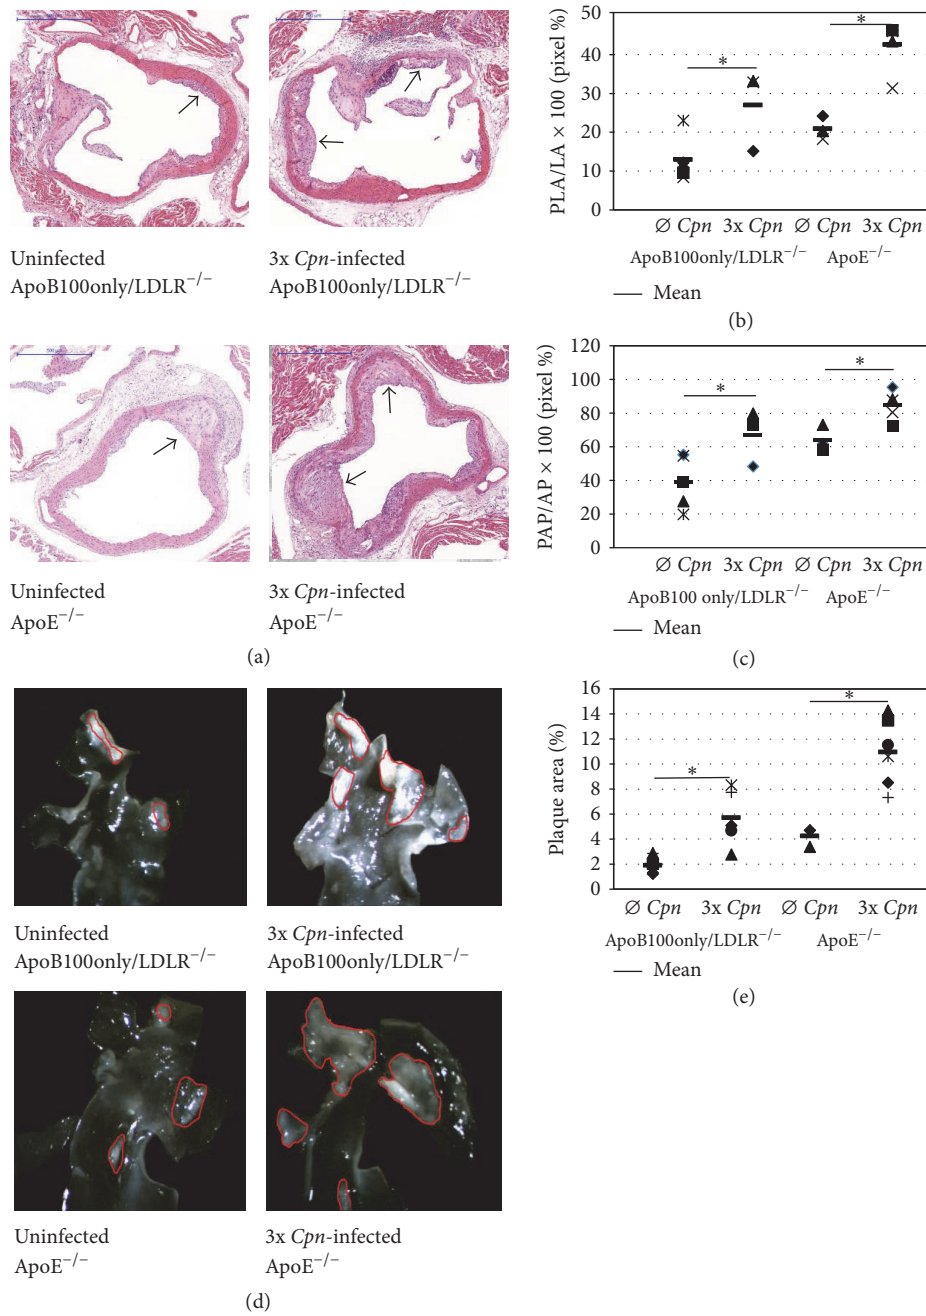 Uninfected
ApoB100only/LDLR−/−
3x Cpn-infected
ApoB100only/LDLR−/−
Uninfected
ApoE−/−
3x Cpn-infected
ApoE−/−
(a)
PLA/LA × 100 (pixel %)
50
40
30
20
10
0
*
*
∅ Cpn 3x Cpn ∅ Cpn 3x Cpn
ApoB100only/LDLR−/− ApoE−/−
Mean
(b)
PAP/AP × 100 (pixel %)
120
100
80
60
40
20
0
*
*
∅ Cpn 3x Cpn ∅ Cpn 3x Cpn
ApoB100 only/LDLR−/− ApoE−/−
Mean
(c)
Uninfected
ApoB100only/LDLR−/−
3x Cpn-infected
ApoB100only/LDLR−/−
Uninfected
ApoE−/−
3x Cpn-infected
ApoE−/−
(d)
Plaque area (%)
16
14
12
10
8
6
4
2
0
*
*
∅ Cpn 3x Cpn ∅ Cpn 3x Cpn
ApoB100only/LDLR−/− ApoE−/−
Mean
(e)